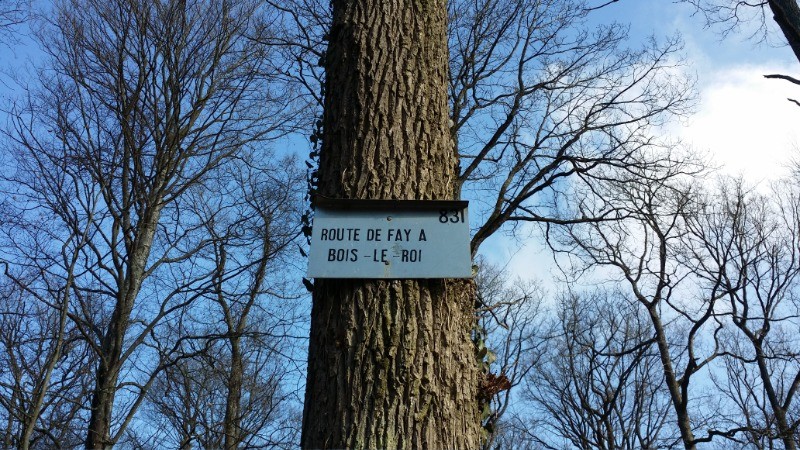 831
ROUTE DE FAY A
BOIS-LE-ROI